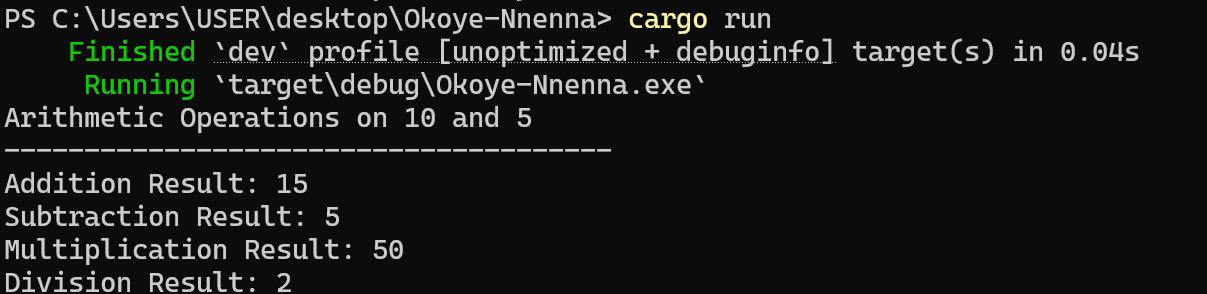 PS C:\Users\USER\desktop\Okoye-Nnenna> cargo run
    Finished `dev` profile [unoptimized + debuginfo] target(s) in 0.04s
     Running `target\debug\Okoye-Nnenna.exe`
Arithmetic Operations on 10 and 5
--------------------------------------
Addition Result: 15
Subtraction Result: 5
Multiplication Result: 50
Division Result: 2